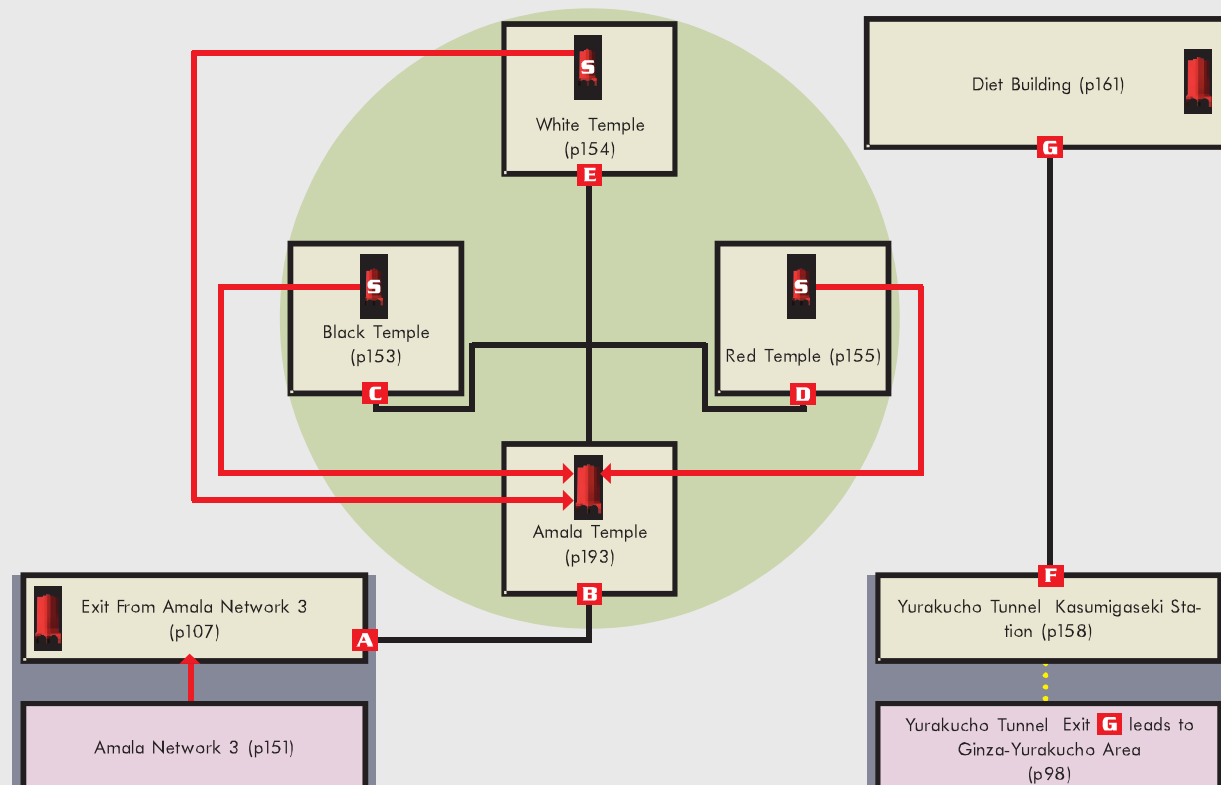 S
White Temple
(p154)
E
Diet Building (p161)
G
S
Black Temple
(p153)
C
S
Red Temple (p155)
D
Amala Temple
(p193)
B
Exit From Amala Network 3
(p107)
A
Amala Network 3 (p151)
F
Yurakucho Tunnel Kasumigaseki Sta-
tion (p158)
Yurakucho Tunnel Exit G leads to
Ginza-Yurakucho Area
(p98)